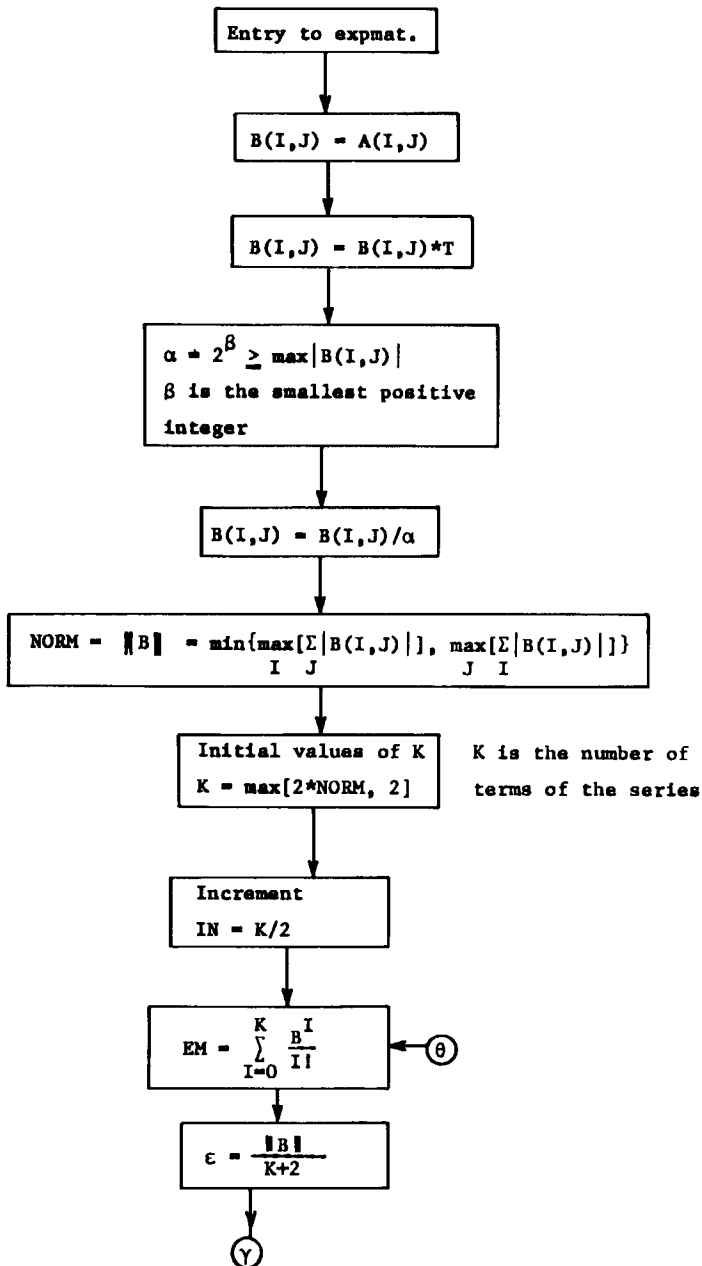 Entry to expmat.
B(I,J) = A(I,J)
B(I,J) = B(I,J)*T
α = 2^β ≥ max|B(I,J)|
β is the smallest positive
integer
B(I,J) = B(I,J)/α
NORM = ‖B‖ = min{max[Σ|B(I,J)|], max[Σ|B(I,J)|]}
I J J I
Initial values of K
K = max[2*NORM, 2]
K is the number of
terms of the series
Increment
IN = K/2
K
EM = Σ B^I/I!
I=0
θ
ε = ‖B‖/K+2
γ